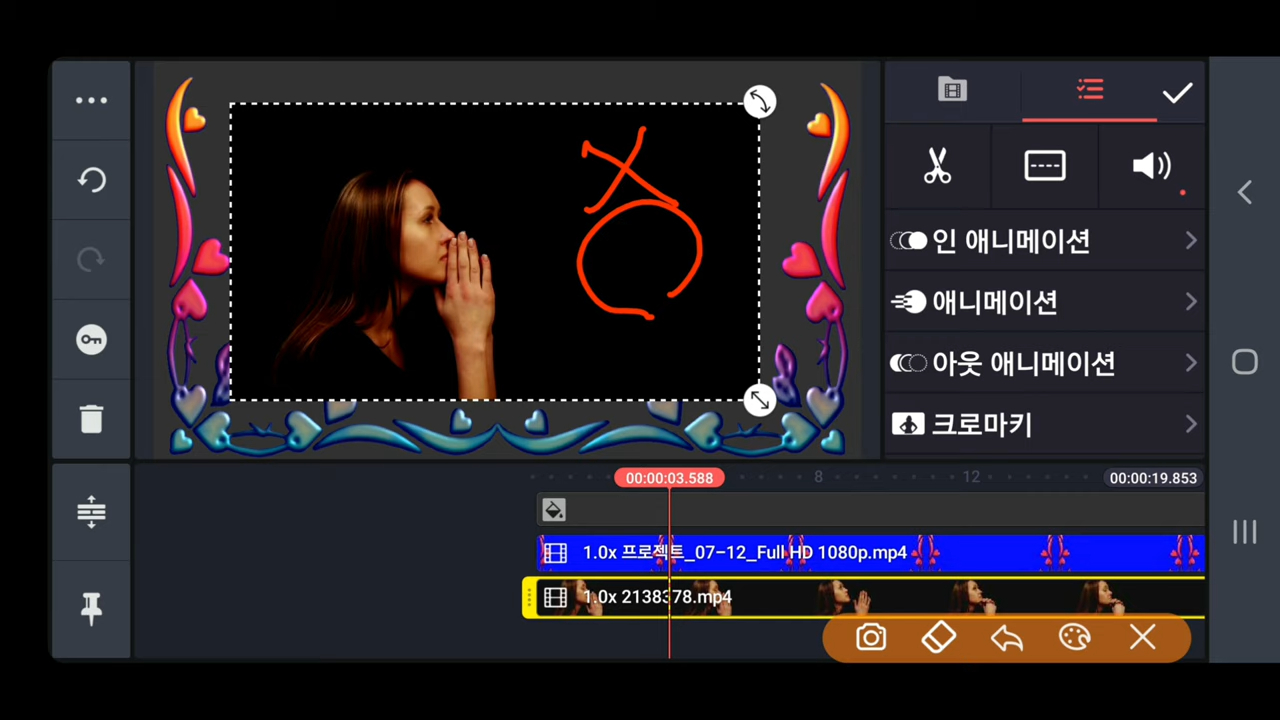 인 애니메이션
애니메이션
아웃 애니메이션
크로마키
00:00:03.588
8
12
00:00:19.853
1.0x 프로젝트_07-12_Full HD 1080p.mp4
1.0x 2138378.mp4